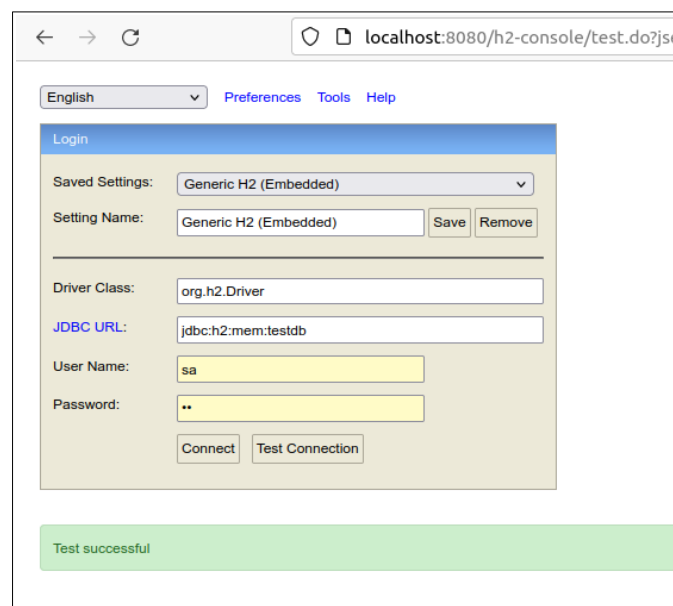 localhost:8080/h2-console/test.do?js
English Preferences Tools Help
Login
Saved Settings: Generic H2 (Embedded)
Setting Name: Generic H2 (Embedded) Save Remove
Driver Class: org.h2.Driver
JDBC URL: jdbc:h2:mem:testdb
User Name: sa
Password: ••
Connect Test Connection
Test successful